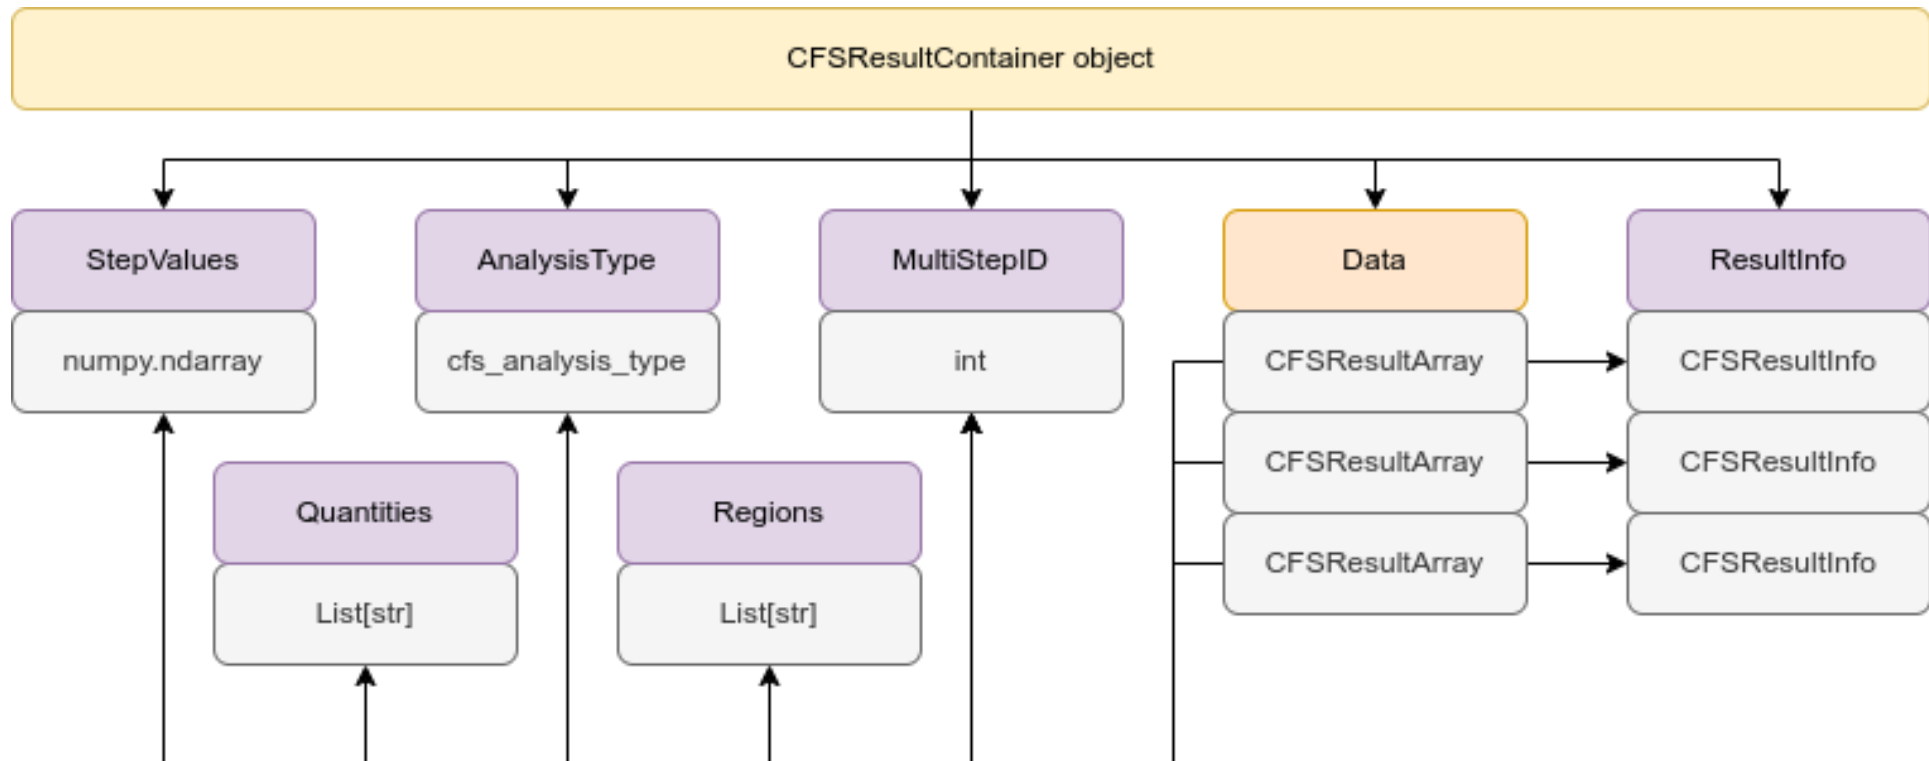 CFSResultContainer object
StepValues
AnalysisType
MultiStepID
Data
ResultInfo
numpy.ndarray
cfs_analysis_type
int
CFSResultArray
CFSResultInfo
CFSResultArray
CFSResultInfo
Quantities
Regions
CFSResultArray
CFSResultInfo
List[str]
List[str]